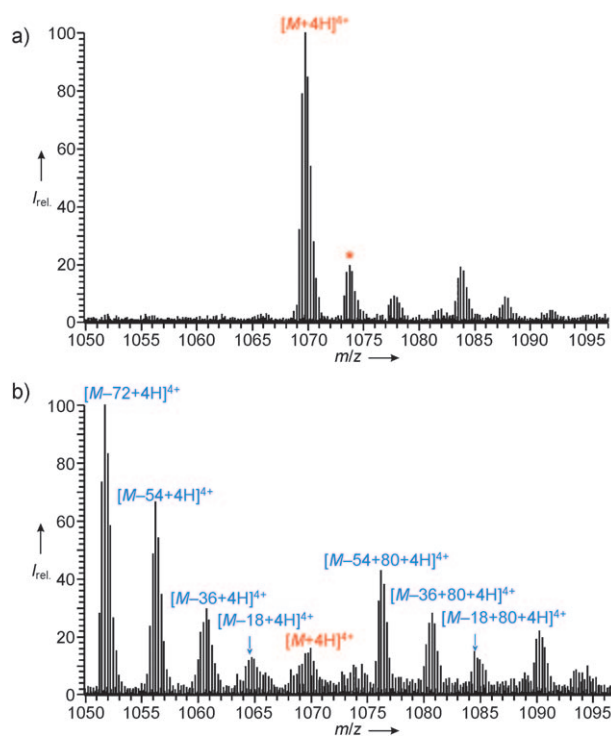 a)
[M+4H]⁴⁺
100
80
60
I rel.
40
*
20
0
1050 1055 1060 1065 1070 1075 1080 1085 1090 1095
m/z
b)
[M–72+4H]⁴⁺
100
[M–54+4H]⁴⁺
80
60
I rel.
[M–54+80+4H]⁴⁺
[M–36+4H]⁴⁺
[M–36+80+4H]⁴⁺
40
[M–18+4H]⁴⁺
[M–18+80+4H]⁴⁺
[M+4H]⁴⁺
20
0
1050 1055 1060 1065 1070 1075 1080 1085 1090 1095
m/z